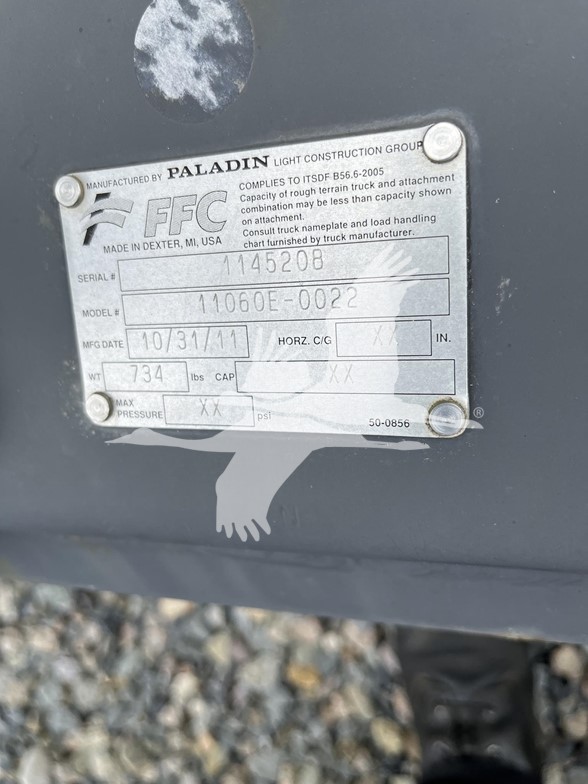 MANUFACTURED BY PALADIN LIGHT CONSTRUCTION GROUP
FFC
MADE IN DEXTER, MI, USA
COMPLIES TO ITSDF B56.6-2005
Capacity of rough terrain truck and attachment
combination may be less than capacity shown
on attachment.
Consult truck nameplate and load handling
chart furnished by truck manufacturer.
SERIAL # 1145208
MODEL # 11060E-0022
MFG DATE 10/31/11 HORZ. C/G XX IN.
WT 734 lbs CAP XX
MAX PRESSURE XX psi
50-0856
®